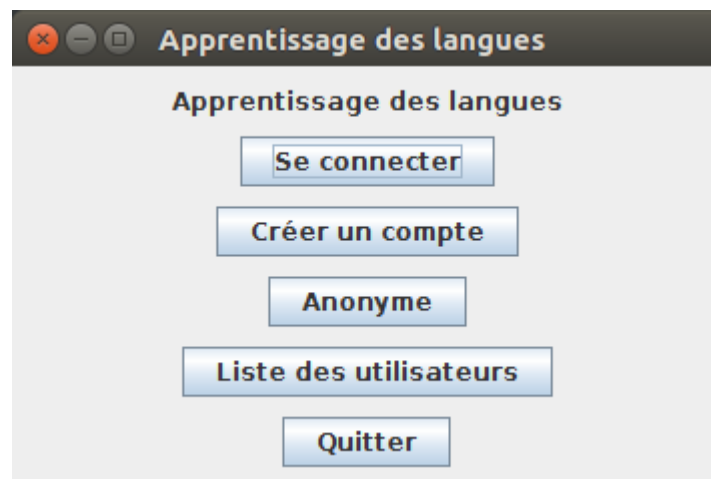 Apprentissage des langues
Apprentissage des langues
Se connecter
Créer un compte
Anonyme
Liste des utilisateurs
Quitter